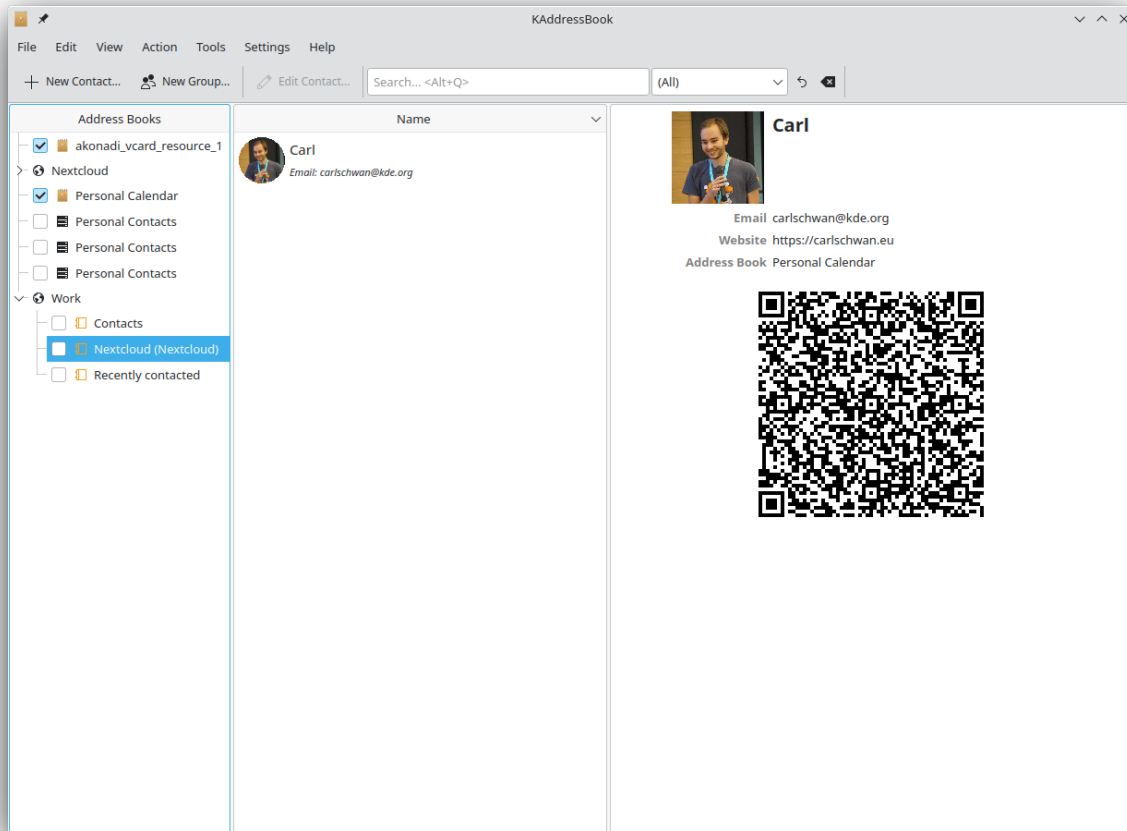 KAddressBook
File Edit View Action Tools Settings Help
New Contact... New Group... Edit Contact... Search... <Alt+Q> (All)
Address Books
akonadi_vcard_resource_1
Nextcloud
Personal Calendar
Personal Contacts
Personal Contacts
Personal Contacts
Work
Contacts
Nextcloud (Nextcloud)
Recently contacted
Name
Carl
Email: carlschwan@kde.org
Carl
Email carlschwan@kde.org
Website https://carlschwan.eu
Address Book Personal Calendar